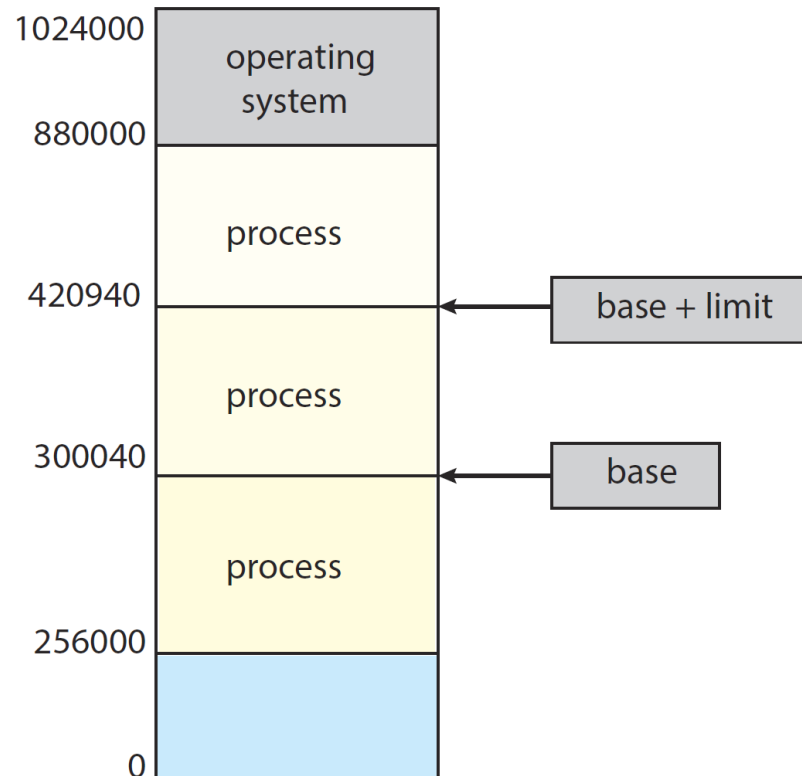 1024000
operating
system
880000
process
420940
base + limit
process
300040
base
process
256000
0